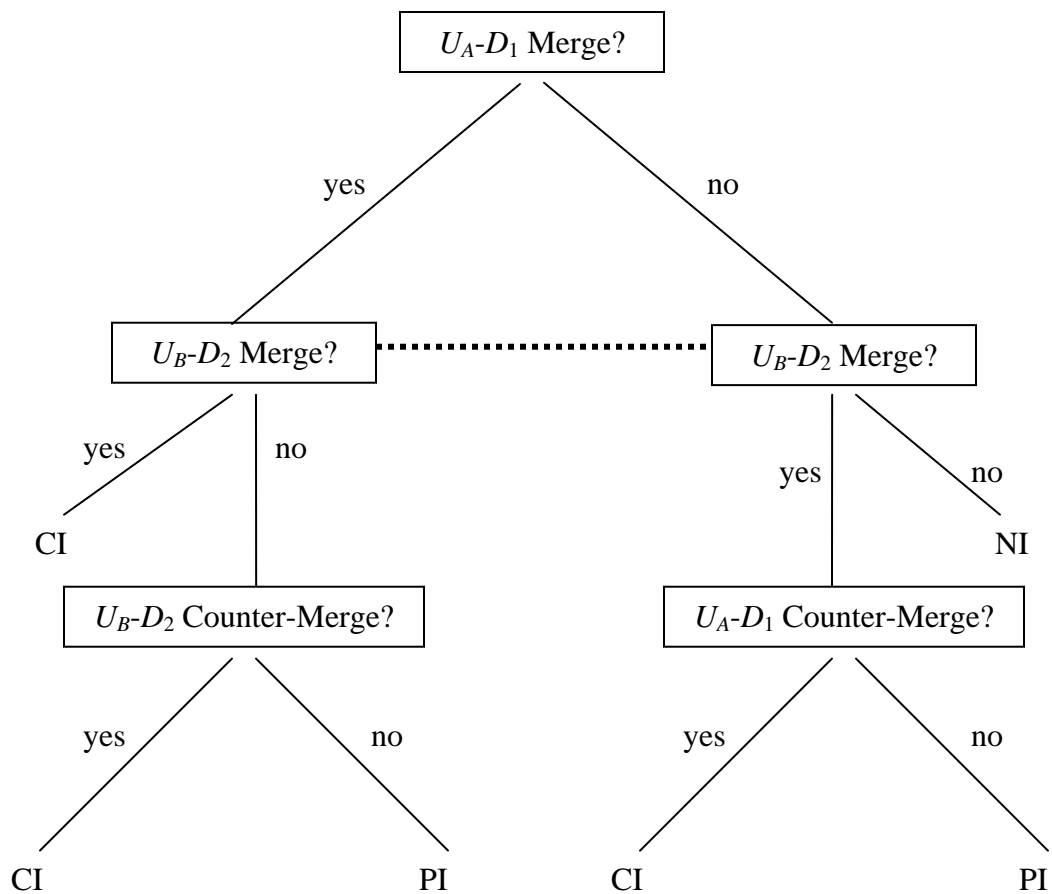 U_A-D_1 Merge?
yes
no
U_B-D_2 Merge?
U_B-D_2 Merge?
yes
no
yes
no
CI
NI
U_B-D_2 Counter-Merge?
U_A-D_1 Counter-Merge?
yes
no
yes
no
CI
PI
CI
PI